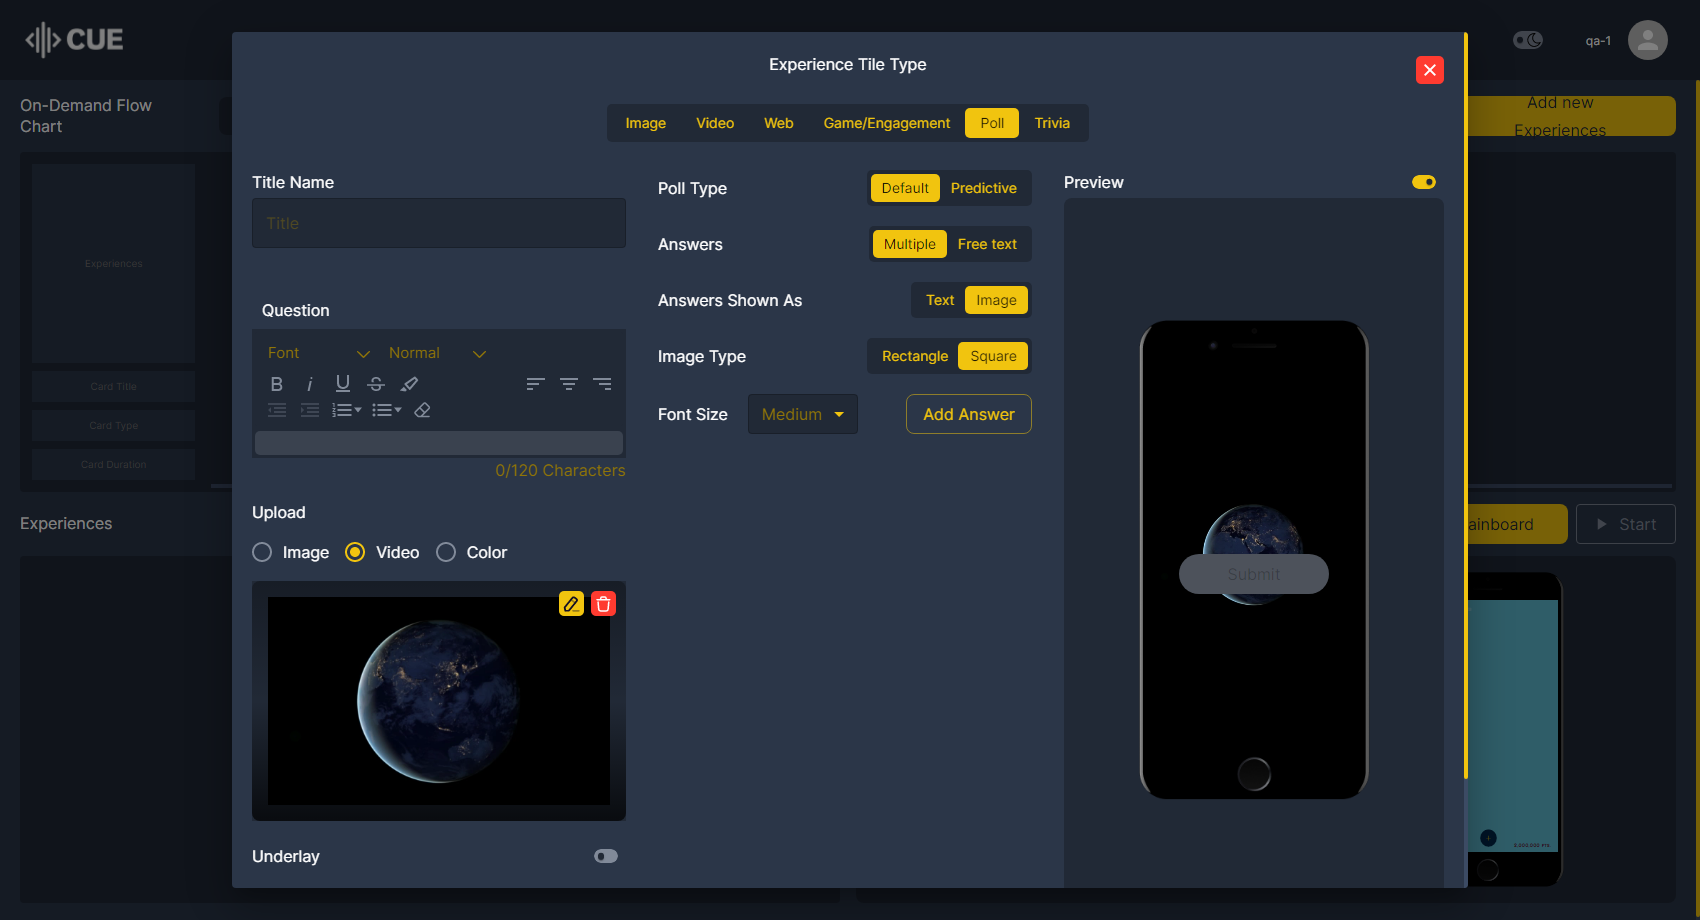 CUE
qa-1
On-Demand Flow
Chart
Add new
Experiences
Experiences
Card Title
Card Type
Card Duration
Experiences
ainboard
Start
Experience Tile Type
Image
Video
Web
Game/Engagement
Poll
Trivia
Title Name
Title
Question
Font
Normal
B
i
U
S
0/120 Characters
Upload
Image
Video
Color
Underlay
Poll Type
Default
Predictive
Answers
Multiple
Free text
Answers Shown As
Text
Image
Image Type
Rectangle
Square
Font Size
Medium
Add Answer
Preview
Submit